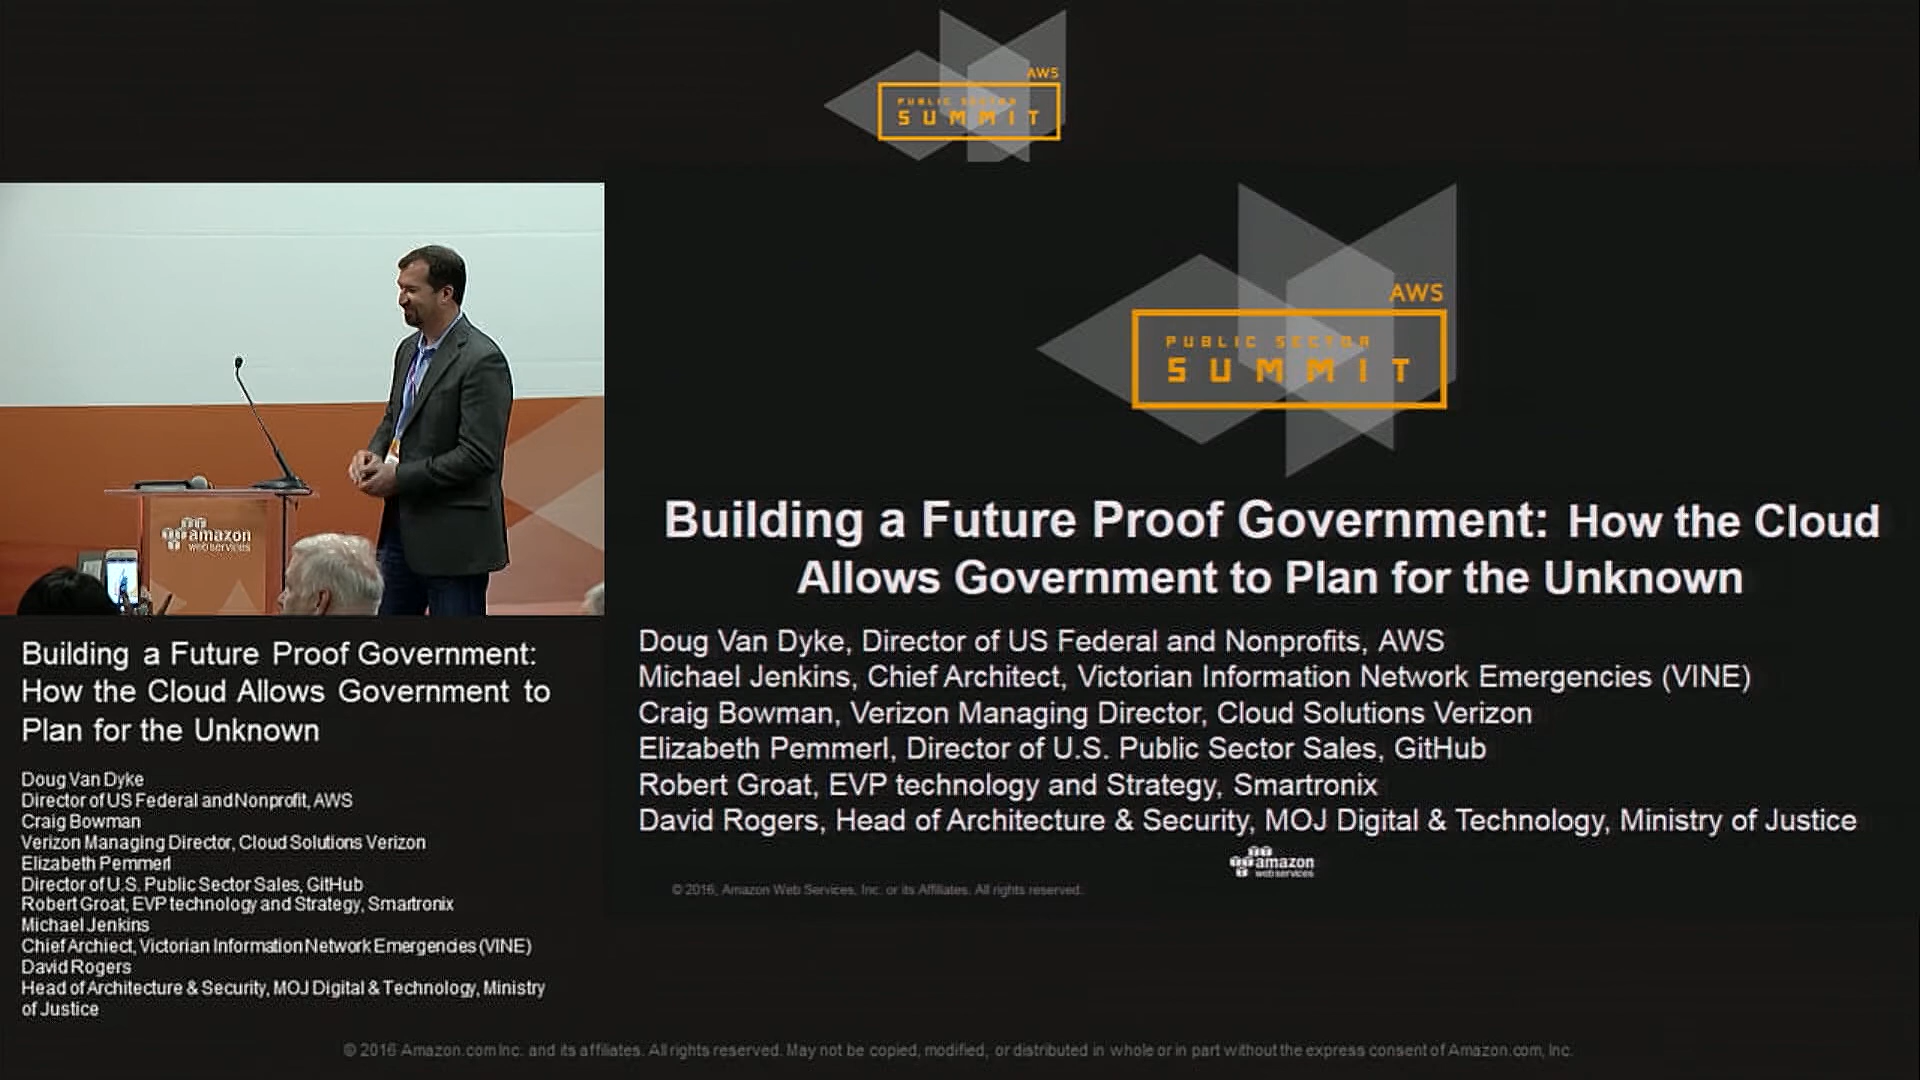 AWS
PUBLIC SECTOR
SUMMIT
AWS
PUBLIC SECTOR
SUMMIT
amazon
webservices
Building a Future Proof Government: How the Cloud
Allows Government to Plan for the Unknown
Doug Van Dyke, Director of US Federal and Nonprofits, AWS
Michael Jenkins, Chief Architect, Victorian Information Network Emergencies (VINE)
Craig Bowman, Verizon Managing Director, Cloud Solutions Verizon
Elizabeth Pemmerl, Director of U.S. Public Sector Sales, GitHub
Robert Groat, EVP technology and Strategy, Smartronix
David Rogers, Head of Architecture & Security, MOJ Digital & Technology, Ministry of Justice
amazon
webservices
© 2016, Amazon Web Services, Inc. or its Affiliates. All rights reserved.
Building a Future Proof Government:
How the Cloud Allows Government to
Plan for the Unknown
Doug Van Dyke
Director of US Federal and Nonprofit, AWS
Craig Bowman
Verizon Managing Director, Cloud Solutions Verizon
Elizabeth Pemmerl
Director of U.S. Public Sector Sales, GitHub
Robert Groat, EVP technology and Strategy, Smartronix
Michael Jenkins
Chief Archiect, Victorian Information Network Emergencies (VINE)
David Rogers
Head of Architecture & Security, MOJ Digital & Technology, Ministry
of Justice
© 2016 Amazon.com Inc. and its affiliates. All rights reserved. May not be copied, modified, or distributed in whole or in part without the express consent of Amazon.com, Inc.